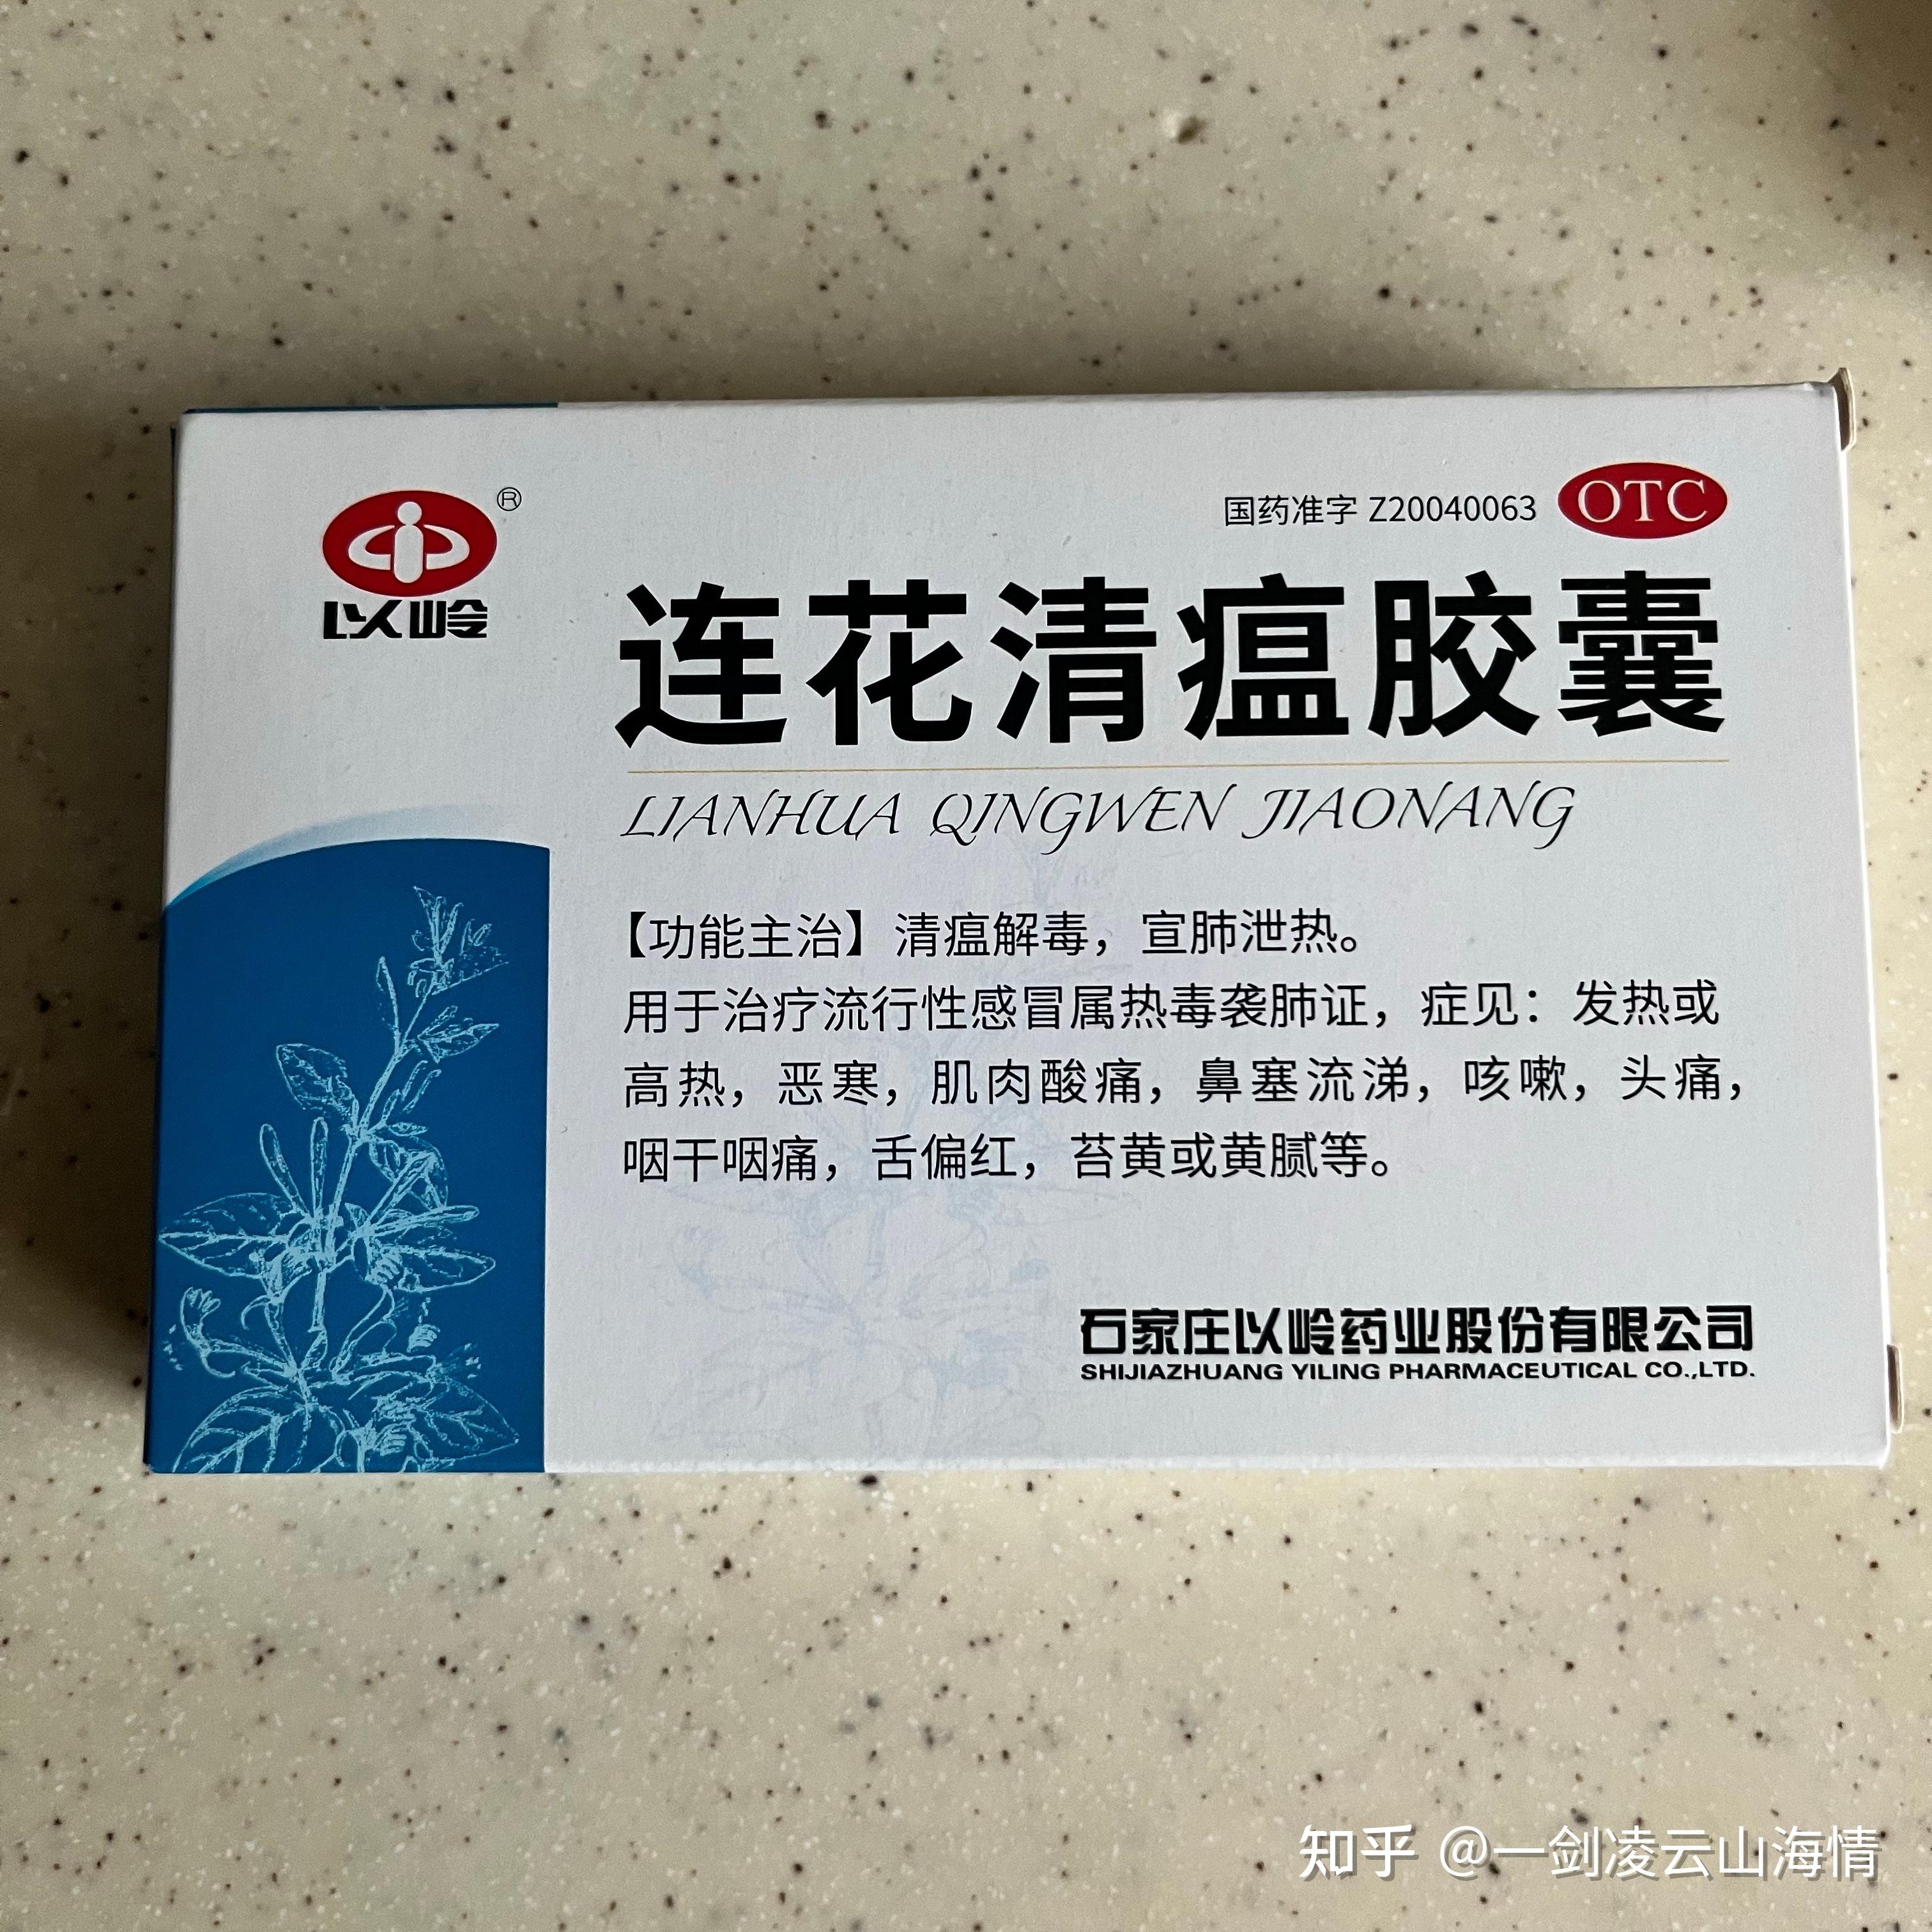 以岭®
国药准字 Z20040063 OTC
连花清瘟胶囊
LIANHUA QINGWEN JIAONANG
【功能主治】清瘟解毒，宣肺泄热。
用于治疗流行性感冒属热毒袭肺证，症见：发热或
高热，恶寒，肌肉酸痛，鼻塞流涕，咳嗽，头痛，
咽干咽痛，舌偏红，苔黄或黄腻等。
石家庄以岭药业股份有限公司
SHIJIAZHUANG YILING PHARMACEUTICAL CO.,LTD.
知乎 @一剑凌云山海情